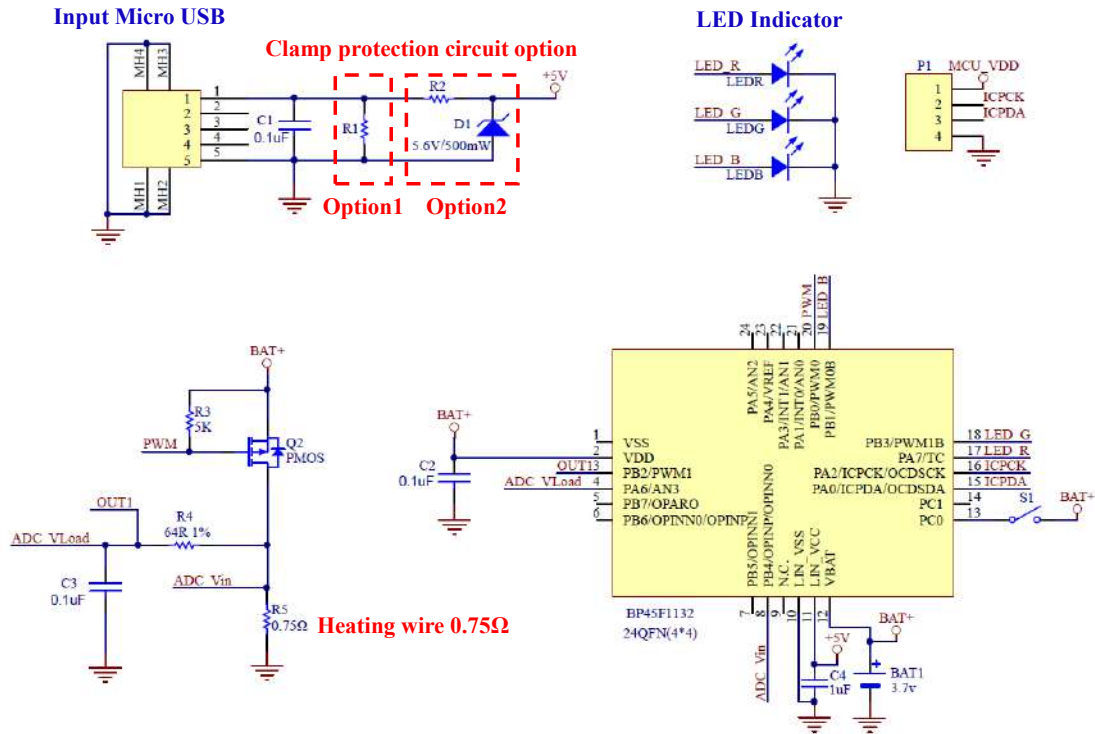 Input Micro USB
LED Indicator
Clamp protection circuit option
MH4
MH3
MH1
MH2
1
2
3
4
5
1
2
3
4
5
C1
0.1uF
R1
R2
D1
5.6V/500mW
+5V
Option1
Option2
LED_R
LEDR
LED_G
LEDG
LED_B
LEDB
P1
MCU_VDD
1
2
3
4
ICPCK
ICPDA
BAT+
R3
5K
PWM
Q2
PMOS
OUT1
R4
64R 1%
ADC_VLoad
C3
0.1uF
ADC_Vin
R5
0.75Ω
Heating wire 0.75Ω
BAT+
C2
0.1uF
OUT1
ADC_VLoad
1
2
3
4
5
6
VSS
VDD
PB2/PWM1
PA6/AN3
PB7/OPARO
PB6/OPINN0/OPINPI
24
23
22
21
20
19
PWM
LED_B
PA5/AN2
PA4/VREF
PA3/INT1/AN1
PA1/INT0/AN0
PB0/PWM0
PB1/PWM0B
PB3/PWM1B
PA7/TC
PA2/ICPCK/OCDSCK
PA0/ICPDA/OCDSDA
PC1
PC0
18
17
16
15
14
13
LED_G
LED_R
ICPCK
ICPDA
S1
BAT+
PB5/OPINN1
PB4/OPINP/OPINN0
N.C.
LIN_VSS
LIN_VCC
VBAT
7
8
9
10
11
12
BP45F1132
24QFN(4*4)
ADC_Vin
+5V
C4
1uF
BAT+
+
BAT1
3.7v